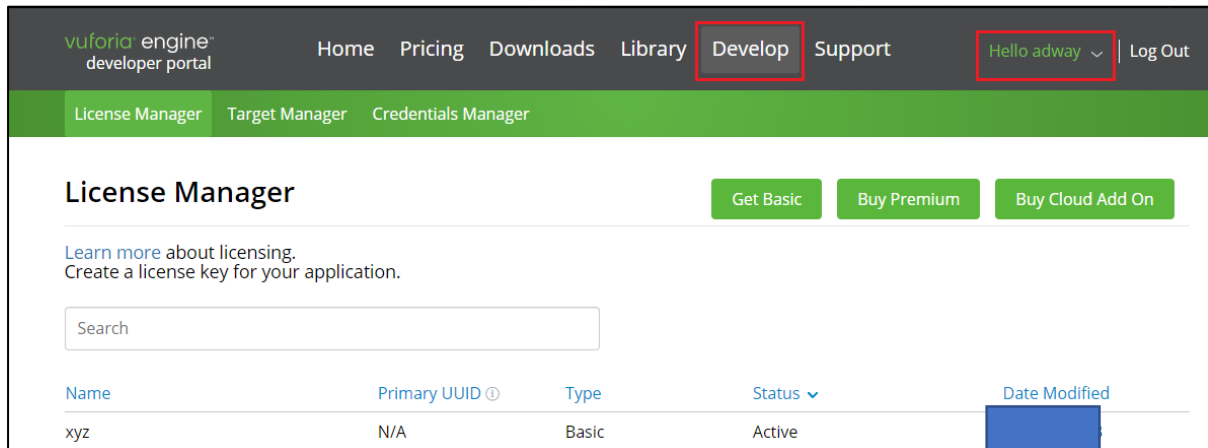 vuforia engine Home Pricing Downloads Library Develop Support Hello adway | Log Out
developer portal
License Manager Target Manager Credentials Manager
License Manager Get Basic Buy Premium Buy Cloud Add On
Learn more about licensing.
Create a license key for your application.
Search
Name Primary UUID Type Status Date Modified
xyz N/A Basic Active